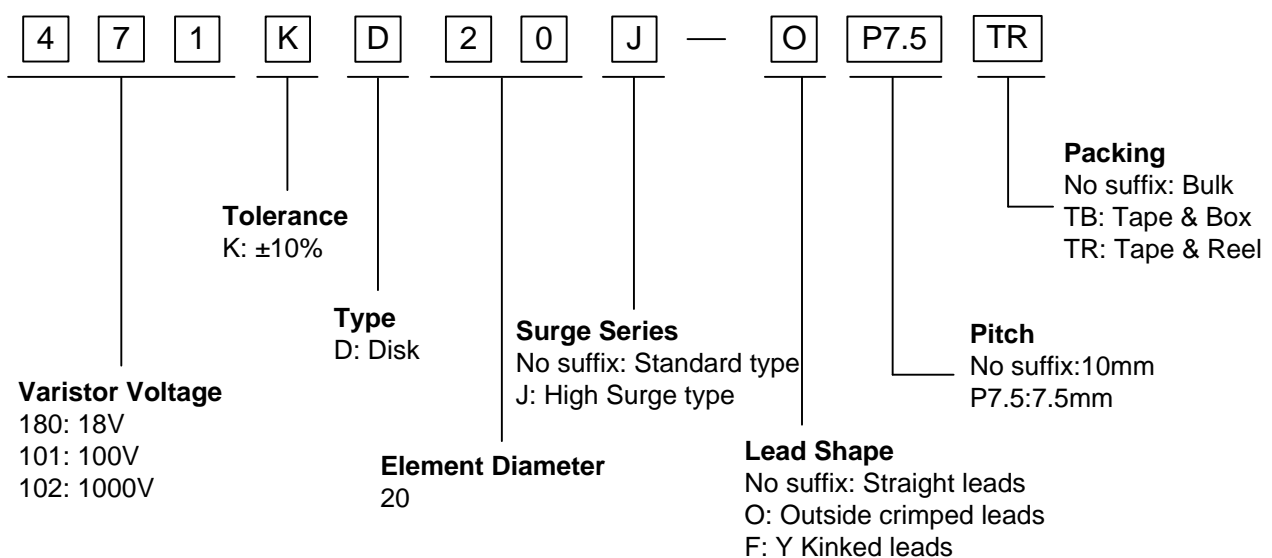 4 7 1 K D 2 0 J — O P7.5 TR
Packing
No suffix: Bulk
TB: Tape & Box
TR: Tape & Reel
Tolerance
K: ±10%
Type
D: Disk
Surge Series
No suffix: Standard type
J: High Surge type
Pitch
No suffix:10mm
P7.5:7.5mm
Varistor Voltage
180: 18V
101: 100V
102: 1000V
Element Diameter
20
Lead Shape
No suffix: Straight leads
O: Outside crimped leads
F: Y Kinked leads